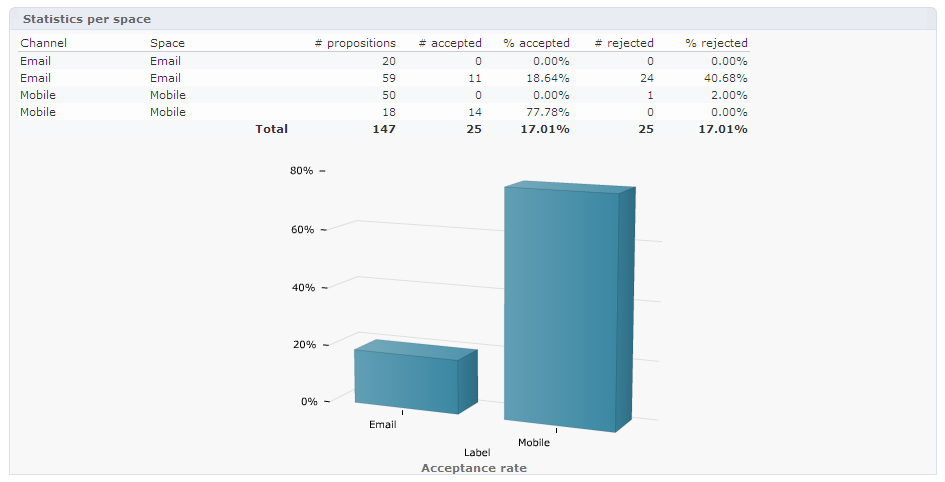 Statistics per space
Channel Space # propositions # accepted % accepted # rejected % rejected
Email Email 20 0 0.00% 0 0.00%
Email Email 59 11 18.64% 24 40.68%
Mobile Mobile 50 0 0.00% 1 2.00%
Mobile Mobile 18 14 77.78% 0 0.00%
Total 147 25 17.01% 25 17.01%
80%
60%
40%
20%
0%
Email
Mobile
Label
Acceptance rate